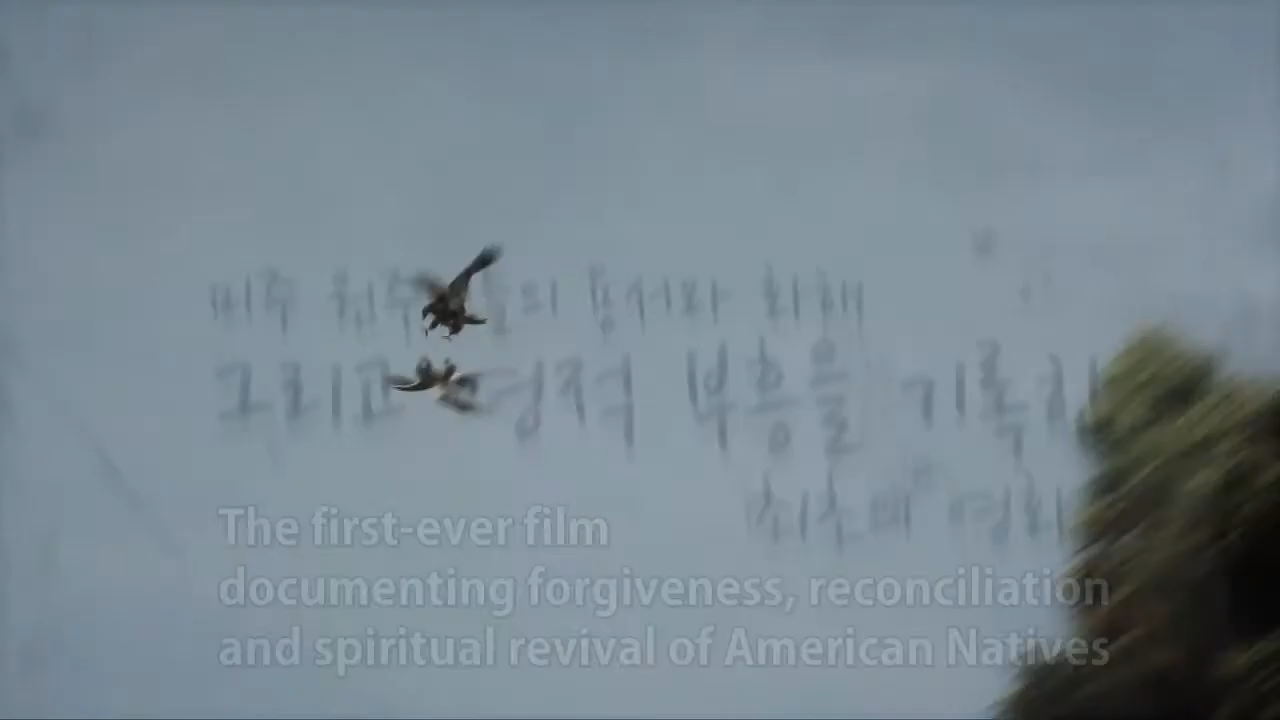 미주 원주 들의 용서와 화해
그리고 영적 부흥을 기록하
최초의 영화
The first-ever film
documenting forgiveness, reconciliation
and spiritual revival of American Natives